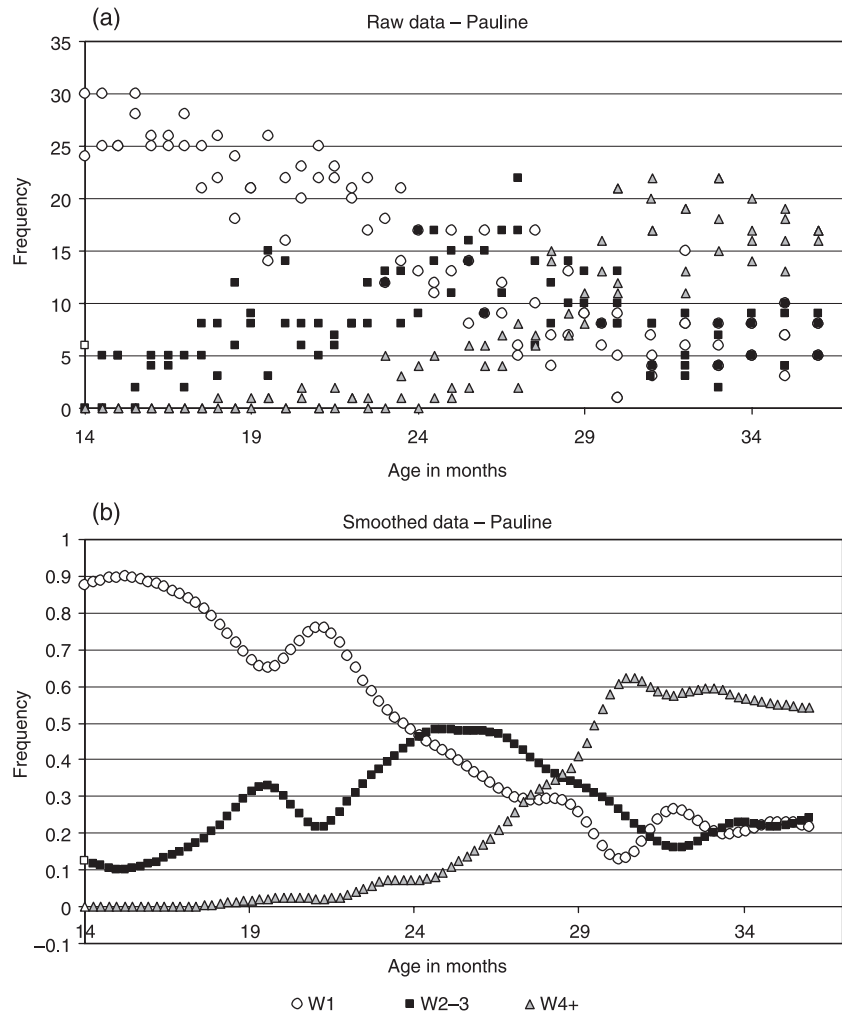 (a)
Raw data – Pauline
35
30
25
20
15
10
5
0
14 19 24 29 34
Frequency
Age in months
(b)
Smoothed data – Pauline
1
0.9
0.8
0.7
0.6
0.5
0.4
0.3
0.2
0.1
0
–0.1
14 19 24 29 34
Frequency
Age in months
W1 W2–3 W4+